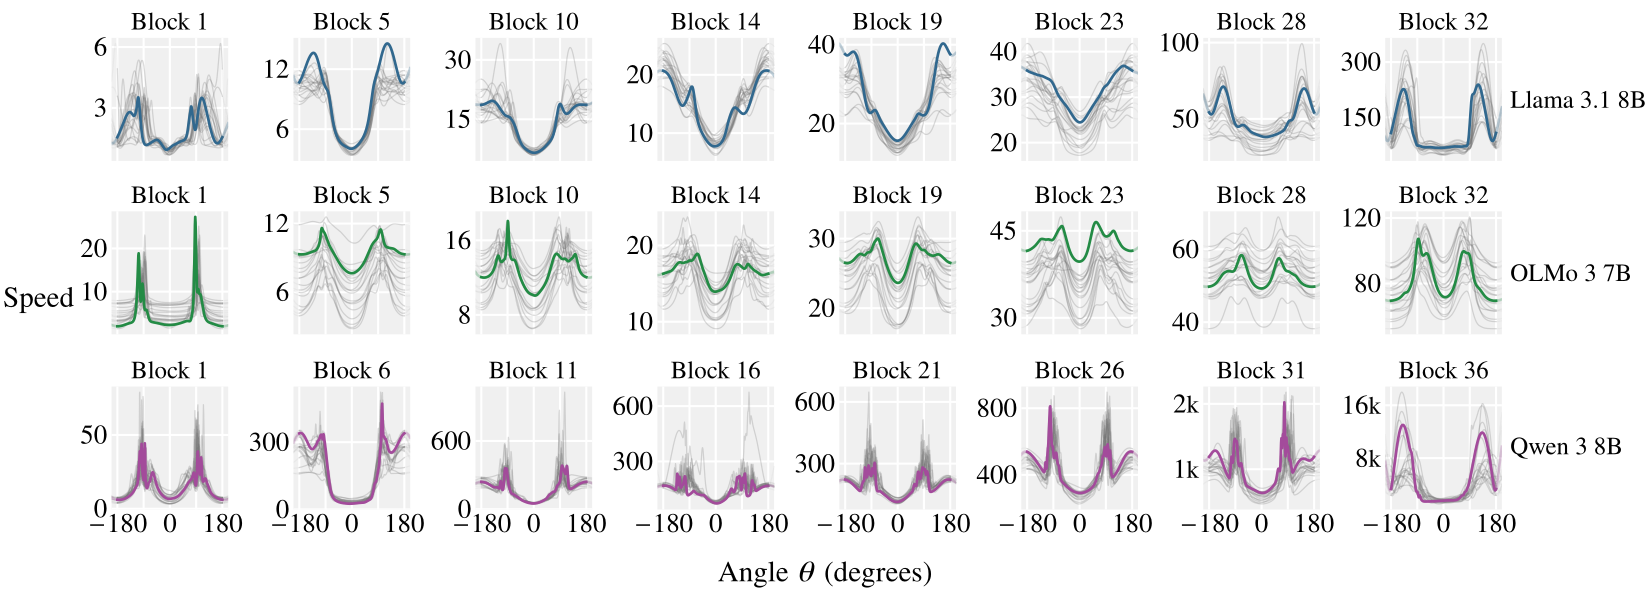 Block 1 Block 5 Block 10 Block 14 Block 19 Block 23 Block 28 Block 32
6 3
12 6
30 15
20 10
40 20
40 30 20
100 50
300 150
Llama 3.1 8B
Block 1 Block 5 Block 10 Block 14 Block 19 Block 23 Block 28 Block 32
20 10
12 6
16 8
20 10
30 20
45 30
60 40
120 80
OLMo 3 7B
Speed
Block 1 Block 6 Block 11 Block 16 Block 21 Block 26 Block 31 Block 36
50 0
300 0
600 0
600 300
600 300 0
800 400
2k 1k
16k 8k
Qwen 3 8B
−180 0 180 −180 0 180 −180 0 180 −180 0 180 −180 0 180 −180 0 180 −180 0 180 −180 0 180
Angle θ (degrees)